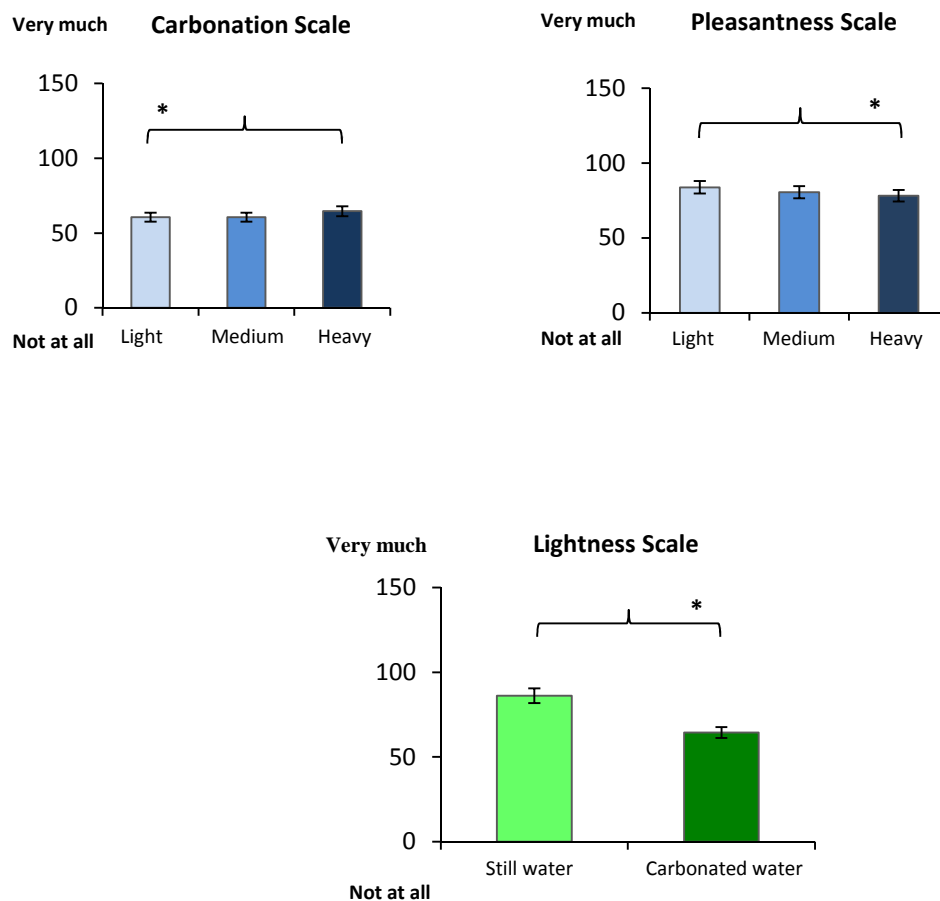 Very much Carbonation Scale
150
*
100
50
0
Not at all
Light Medium Heavy
Very much Pleasantness Scale
150
*
100
50
0
Not at all
Light Medium Heavy
Very much Lightness Scale
150
*
100
50
0
Still water Carbonated water
Not at all